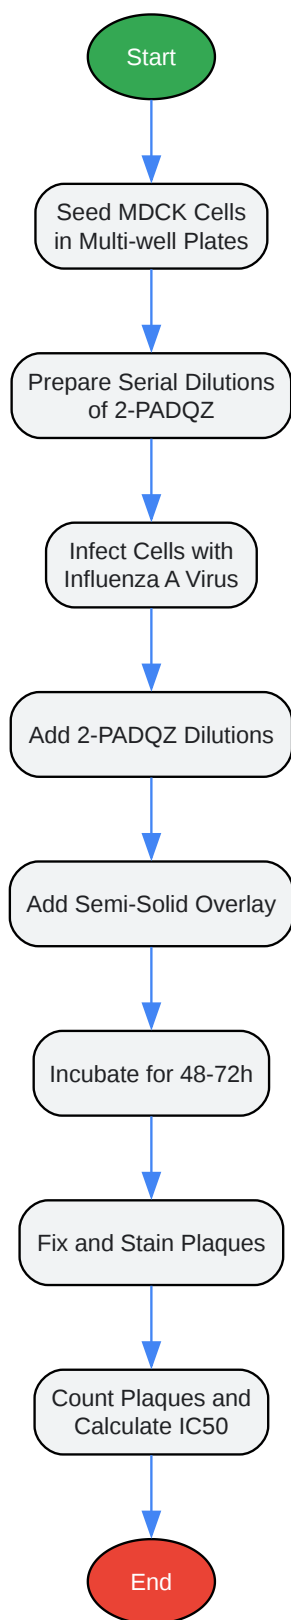 Start
Seed MDCK Cells
in Multi-well Plates
Prepare Serial Dilutions
of 2-PADQZ
Infect Cells with
Influenza A Virus
Add 2-PADQZ Dilutions
Add Semi-Solid Overlay
Incubate for 48-72h
Fix and Stain Plaques
Count Plaques and
Calculate IC50
End